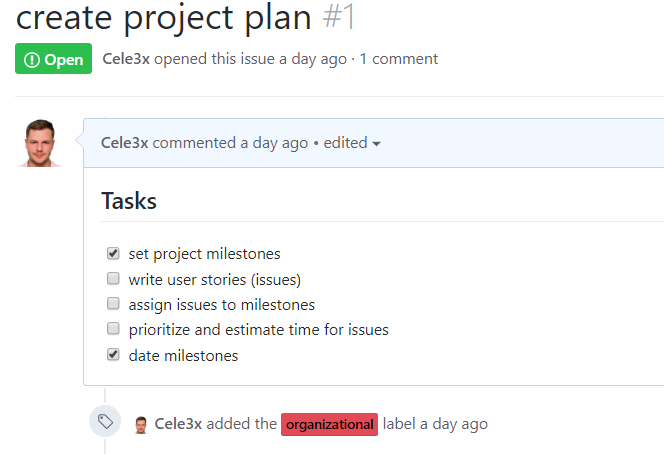 create project plan #1
Open Cele3x opened this issue a day ago · 1 comment
Cele3x commented a day ago • edited
Tasks
set project milestones
write user stories (issues)
assign issues to milestones
prioritize and estimate time for issues
date milestones
Cele3x added the organizational label a day ago